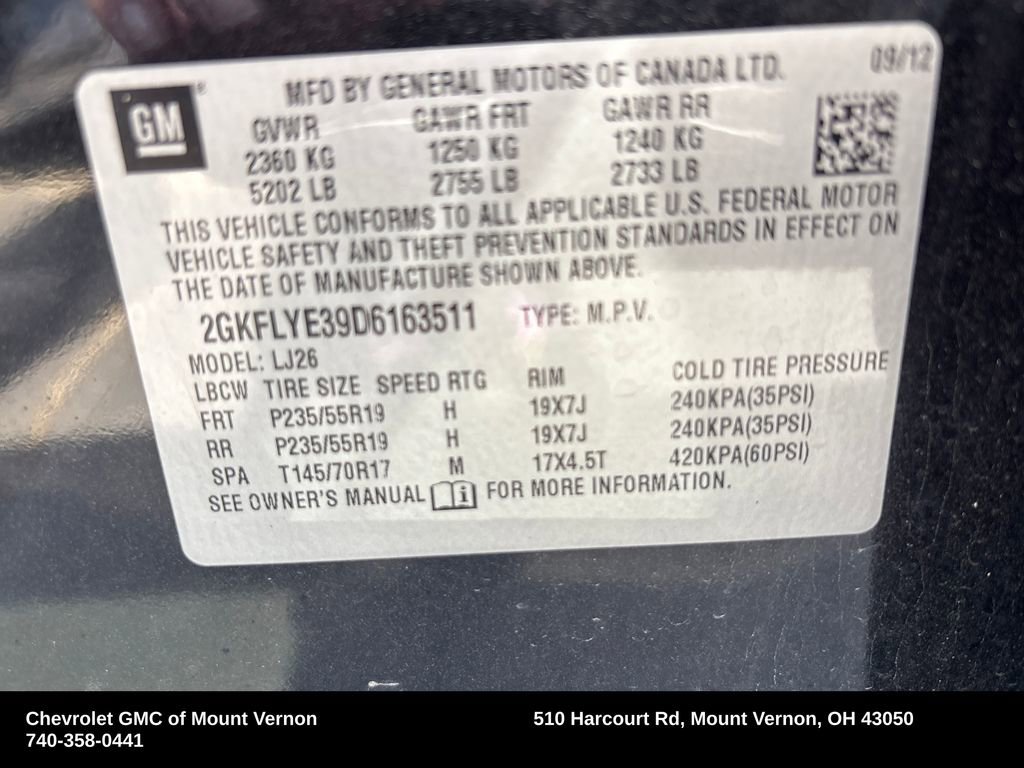 GM
MFD BY GENERAL MOTORS OF CANADA LTD. 09/12
GVWR GAWR FRT GAWR RR
2360 KG 1250 KG 1240 KG
5202 LB 2755 LB 2733 LB
THIS VEHICLE CONFORMS TO ALL APPLICABLE U.S. FEDERAL MOTOR
VEHICLE SAFETY AND THEFT PREVENTION STANDARDS IN EFFECT ON
THE DATE OF MANUFACTURE SHOWN ABOVE.
2GKFLYE39D6163511 TYPE: M.P.V.
MODEL: LJ26
LBCW TIRE SIZE SPEED RTG RIM COLD TIRE PRESSURE
FRT P235/55R19 H 19X7J 240KPA(35PSI)
RR P235/55R19 H 19X7J 240KPA(35PSI)
SPA T145/70R17 M 17X4.5T 420KPA(60PSI)
SEE OWNER'S MANUAL i FOR MORE INFORMATION.
Chevrolet GMC of Mount Vernon 510 Harcourt Rd, Mount Vernon, OH 43050
740-358-0441